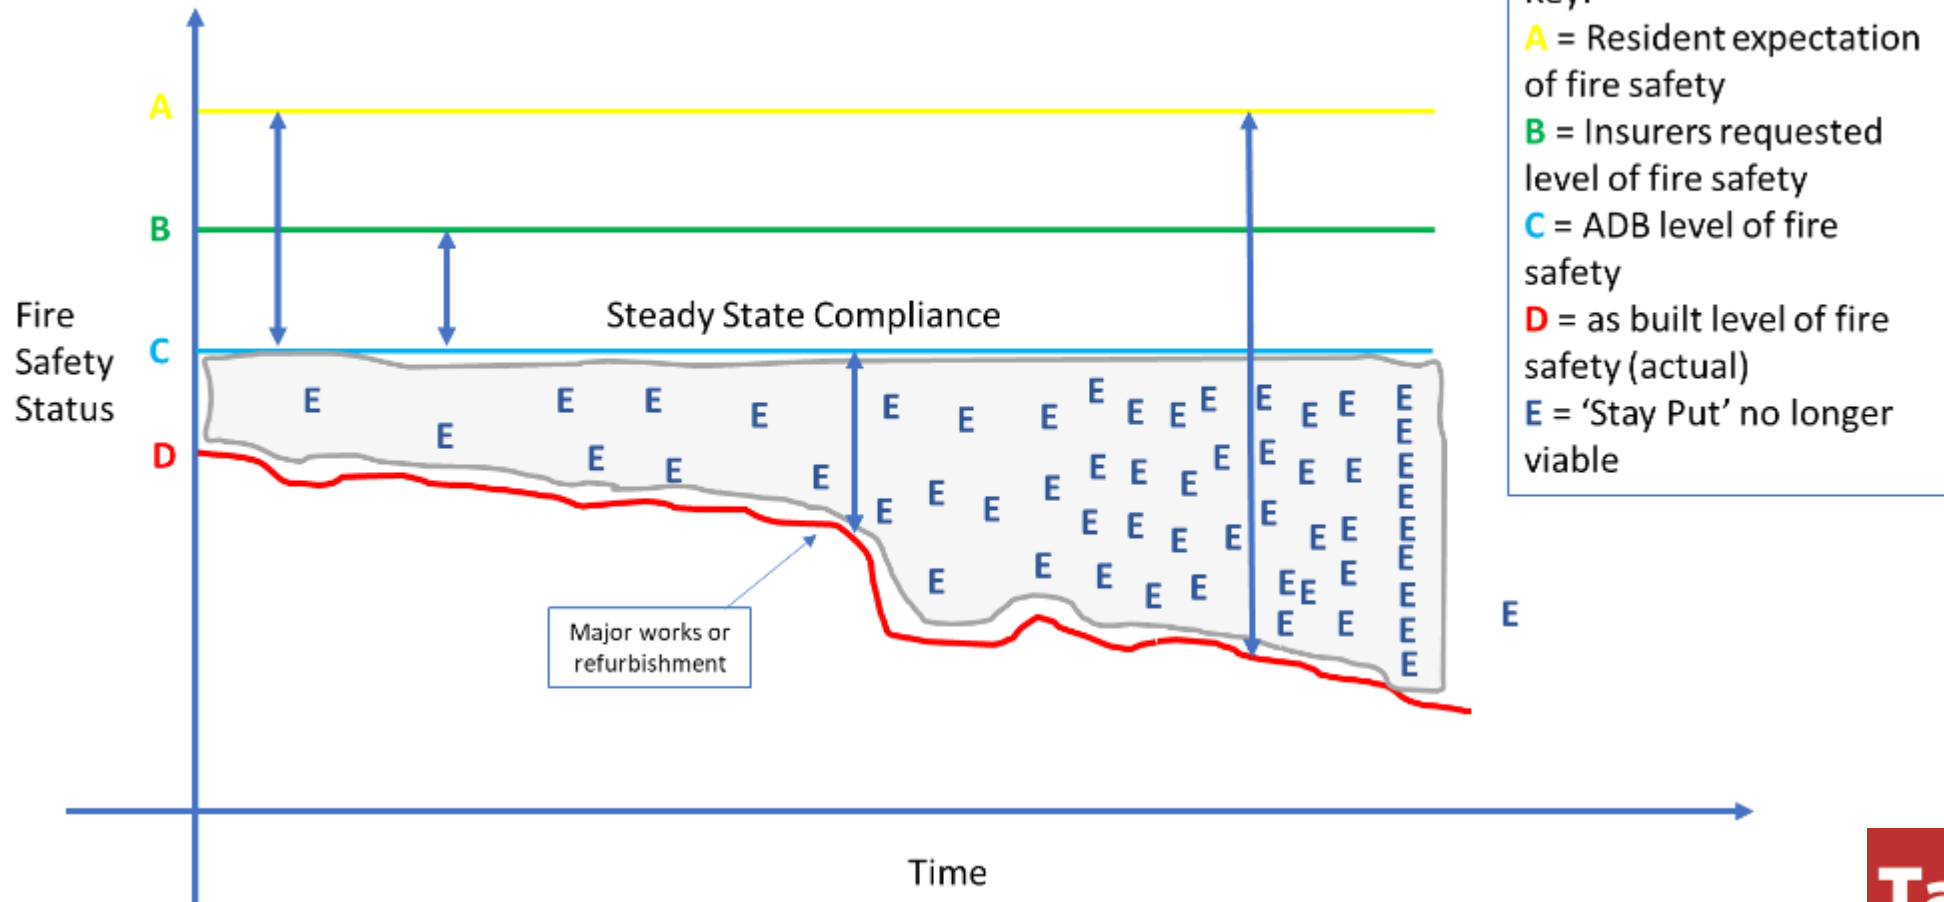 Key:
A = Resident expectation
of fire safety
B = Insurers requested
level of fire safety
C = ADB level of fire
safety
D = as built level of fire
safety (actual)
E = ‘Stay Put’ no longer
viable
A
B
Steady State Compliance
Fire
Safety
Status
C
D
E E E E E E E E E E E E E E E
E E
E E E E E E E E E E E
E E E E E E
E E E E E E E
E E
E E E E E E E E
E E E E
E
Major works or
refurbishment
Time
Ta